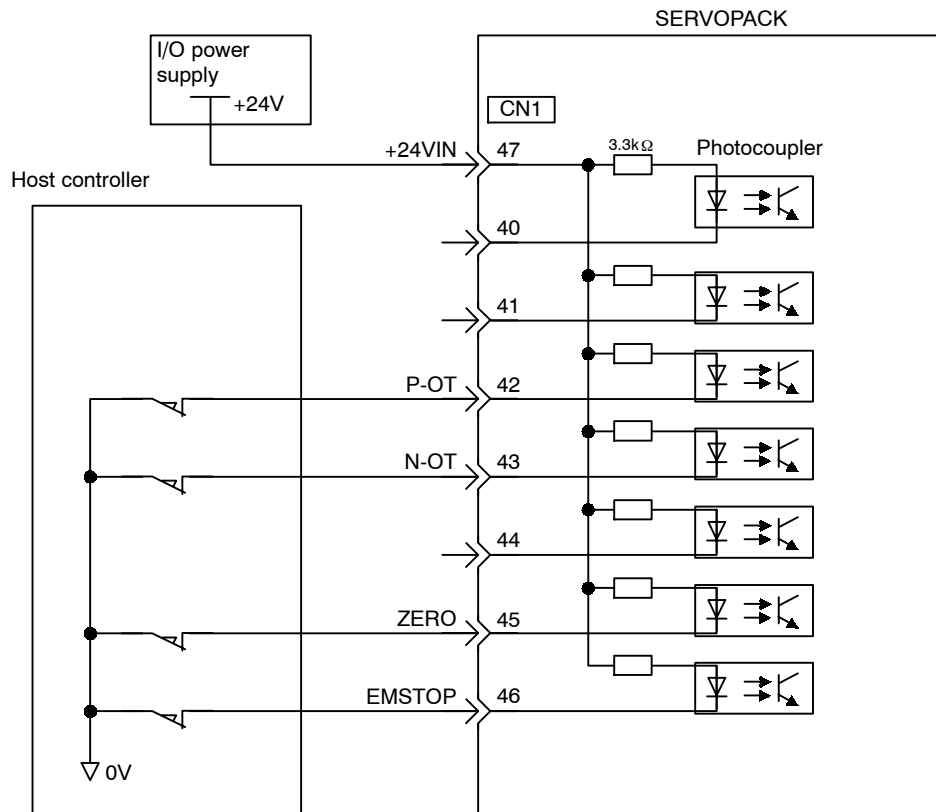 SERVOPACK
I/O power
supply
+24V
CN1
+24VIN
47
3.3kΩ
Photocoupler
Host controller
40
41
P-OT
42
N-OT
43
44
ZERO
45
EMSTOP
46
0V